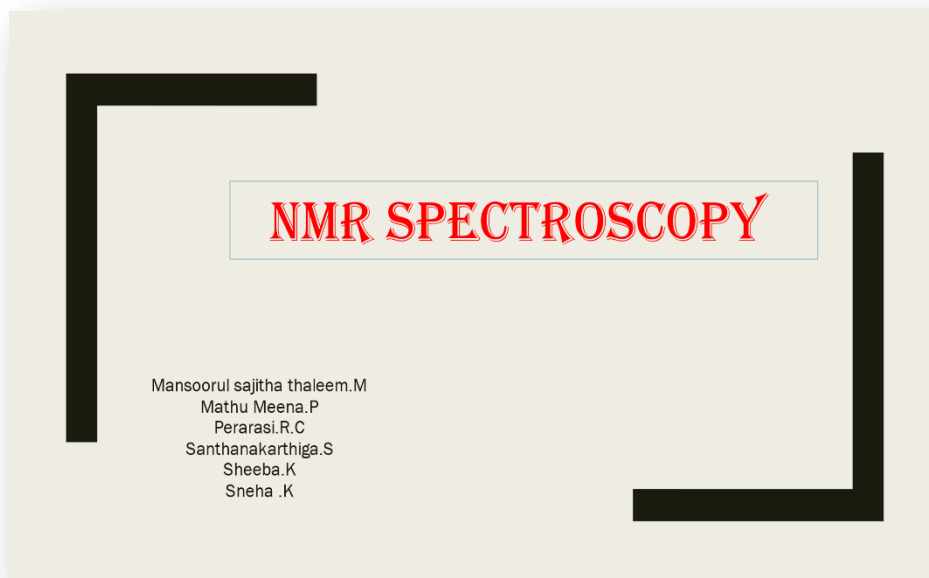 NMR SPECTROSCOPY
Mansoorul sajitha thaleem.M
Mathu Meena.P
Perarasi.R.C
Santhanakarthiga.S
Sheeba.K
Sneha .K